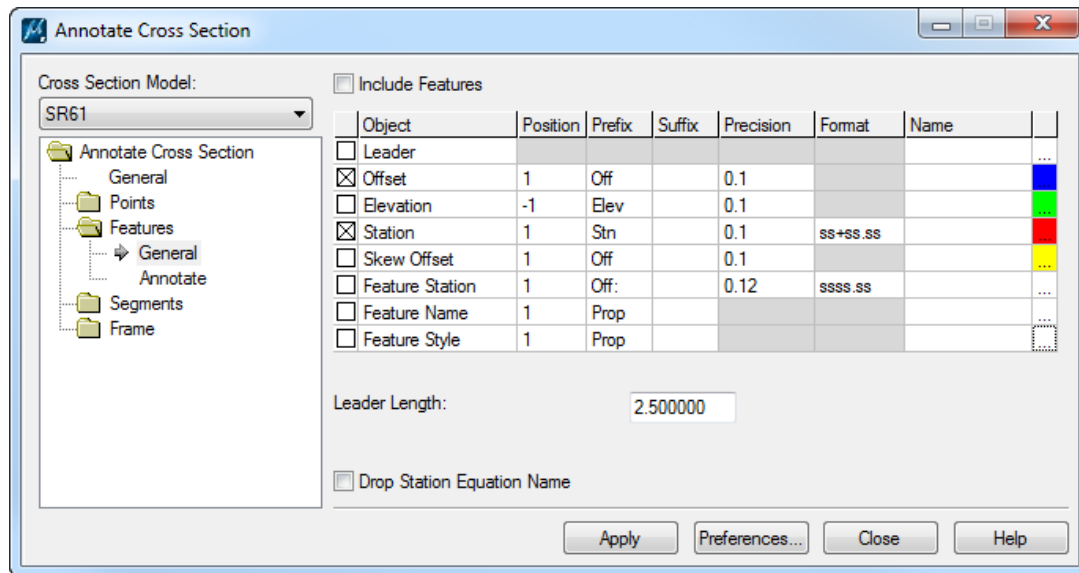 Annotate Cross Section
Cross Section Model:
SR61
Annotate Cross Section
General
Points
Features
General
Annotate
Segments
Frame
Include Features
Object Position Prefix Suffix Precision Format Name
Leader ...
Offset 1 Off 0.1
Elevation -1 Elev 0.1 ...
Station 1 Stn 0.1 ss+ss.ss ...
Skew Offset 1 Off 0.1 ...
Feature Station 1 Off: 0.12 ssss.ss ...
Feature Name 1 Prop ...
Feature Style 1 Prop ...
Leader Length: 2.500000
Drop Station Equation Name
Apply Preferences... Close Help